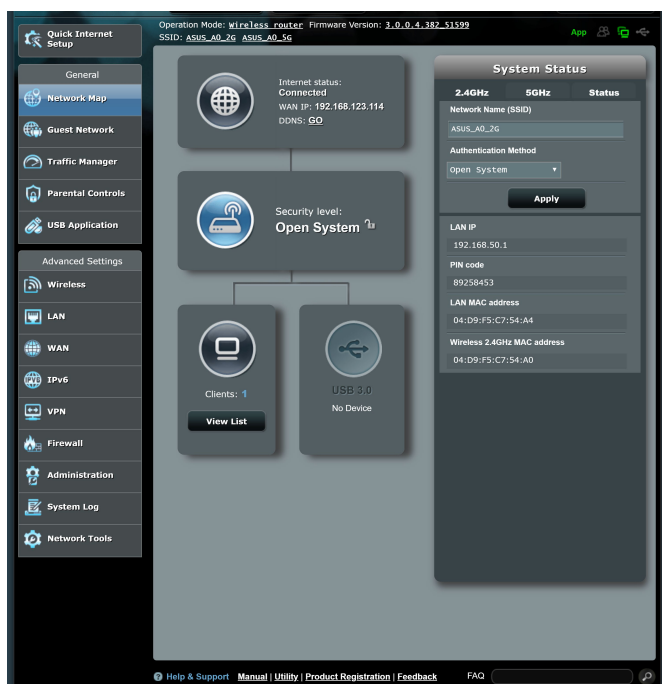 Quick Internet
Setup
Operation Mode: Wireless router Firmware Version: 3.0.0.4.382_51599
SSID: ASUS_A0_2G ASUS_A0_5G
App
General
Network Map
Guest Network
Traffic Manager
Parental Controls
USB Application
Advanced Settings
Wireless
LAN
WAN
IPv6
VPN
Firewall
Administration
System Log
Network Tools
Internet status:
Connected
WAN IP: 192.168.123.114
DDNS: GO
Security level:
Open System
Clients: 1
View List
USB 3.0
No Device
System Status
2.4GHz 5GHz Status
Network Name (SSID)
ASUS_A0_2G
Authentication Method
Open System
Apply
LAN IP
192.168.50.1
PIN code
89258453
LAN MAC address
04:D9:F5:C7:54:A4
Wireless 2.4GHz MAC address
04:D9:F5:C7:54:A0
Help & Support Manual | Utility | Product Registration | Feedback FAQ